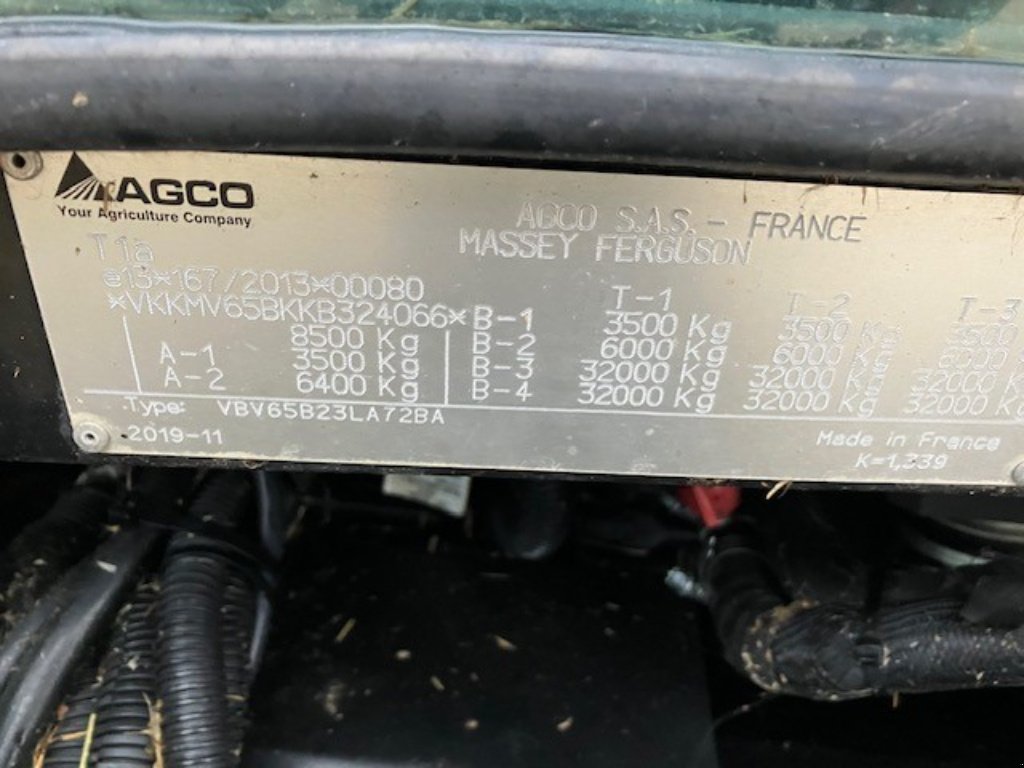 AGCO
Your Agriculture Company
AGCO S.A.S. - FRANCE
MASSEY FERGUSON
T1a
e13*167/2013*00080
*VKKMV65BKKB324066*
T-1 T-2 T-3
8500 Kg B-1 3500 Kg 3500 Kg 3500
A-1 3500 Kg B-2 6000 Kg 6000 Kg
A-2 6400 Kg B-3 32000 Kg 32000 Kg 32000
B-4 32000 Kg 32000 Kg 32000 Kg
Type: VBV65B23LA72BA
2019-11
Made in France
K=1,339